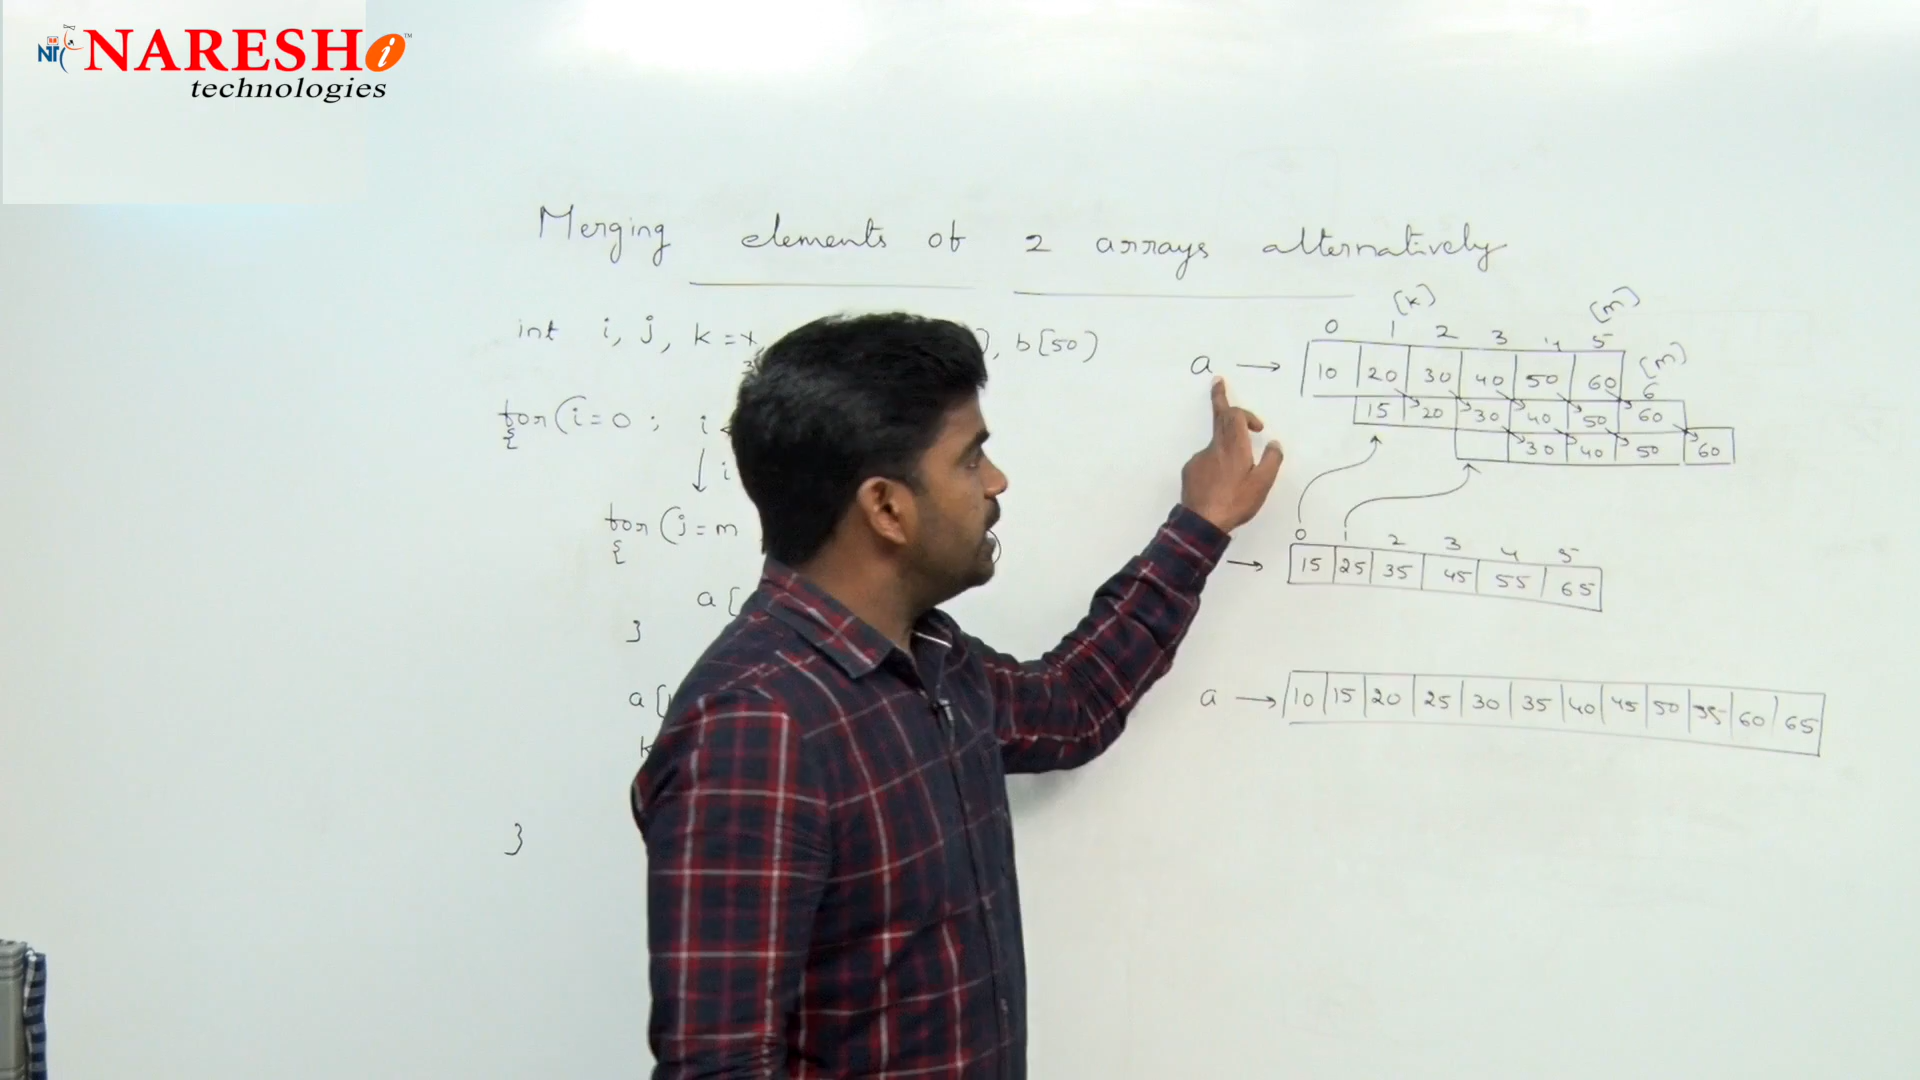 NARESH i ™
NT
technologies
Merging elements of 2 arrays alternatively
int i, j, k = ), b[50)
for(i=0 ; i <
{
i
for(j=m
{
a[
}
a[
k
}
[k) [m)
0 1 2 3 4 5 [m)
a → 10 20 30 40 50 60 6
15 20 30 40 50 60
30 40 50 60
0 1 2 3 4 5
→ 15 25 35 45 55 65
a → 10 15 20 25 30 35 40 45 50 60 65